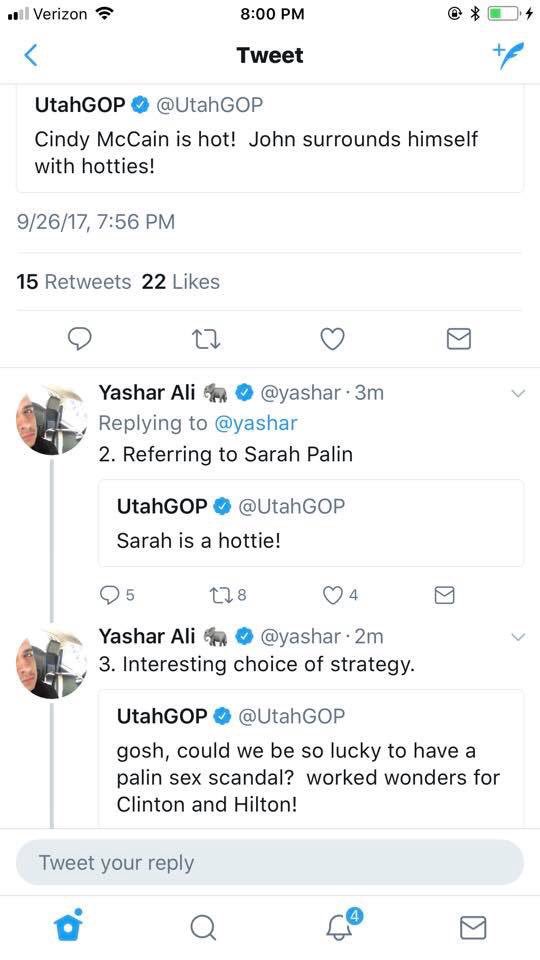 Verizon 8:00 PM
Tweet
UtahGOP @UtahGOP
Cindy McCain is hot! John surrounds himself
with hotties!
9/26/17, 7:56 PM
15 Retweets 22 Likes
Yashar Ali @yashar · 3m
Replying to @yashar
2. Referring to Sarah Palin
UtahGOP @UtahGOP
Sarah is a hottie!
5 8 4
Yashar Ali @yashar · 2m
3. Interesting choice of strategy.
UtahGOP @UtahGOP
gosh, could we be so lucky to have a
palin sex scandal? worked wonders for
Clinton and Hilton!
Tweet your reply
4